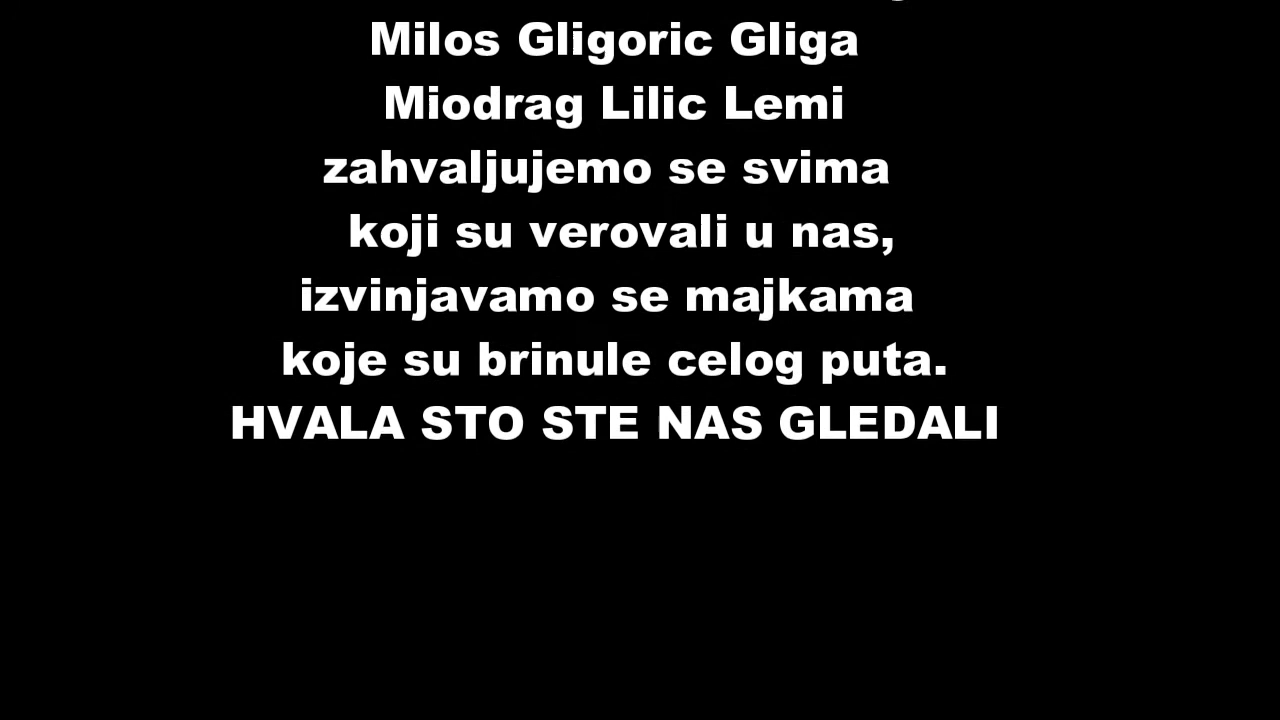 Milos Gligoric Gliga
Miodrag Lilic Lemi
zahvaljujemo se svima
koji su verovali u nas,
izvinjavamo se majkama
koje su brinule celog puta.
HVALA STO STE NAS GLEDALI